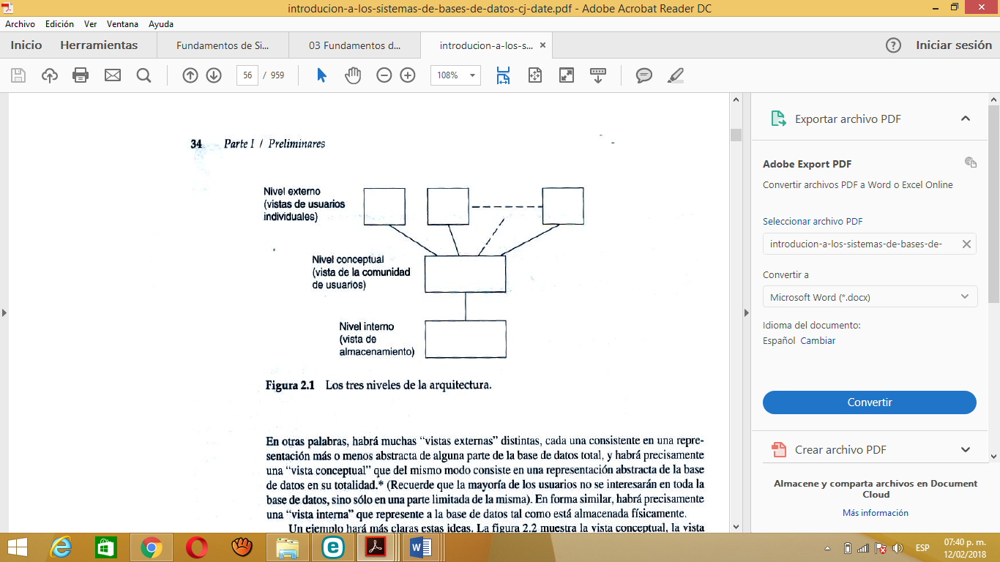 introducion-a-los-sistemas-de-bases-de-datos-cj-date.pdf - Adobe Acrobat Reader DC
Archivo Edición Ver Ventana Ayuda
Inicio Herramientas Fundamentos de Si... 03 Fundamentos d... introducion-a-los-s... Iniciar sesión
56 / 959 108%
34 Parte I / Preliminares
Nivel externo
(vistas de usuarios
individuales)
Nivel conceptual
(vista de la comunidad
de usuarios)
Nivel interno
(vista de
almacenamiento)
Figura 2.1 Los tres niveles de la arquitectura.
En otras palabras, habrá muchas “vistas externas” distintas, cada una consistente en una repre-
sentación más o menos abstracta de alguna parte de la base de datos total, y habrá precisamente
una “vista conceptual” que del mismo modo consiste en una representación abstracta de la base
de datos en su totalidad.* (Recuerde que la mayoría de los usuarios no se interesarán en toda la
base de datos, sino sólo en una parte limitada de la misma). En forma similar, habrá precisamente
una “vista interna” que represente a la base de datos tal como está almacenada físicamente.
Un ejemplo hará más claras estas ideas. La figura 2.2 muestra la vista conceptual, la vista
Exportar archivo PDF
Adobe Export PDF
Convertir archivos PDF a Word o Excel Online
Seleccionar archivo PDF
introducion-a-los-sistemas-de-bases-de-
Convertir a
Microsoft Word (*.docx)
Idioma del documento:
Español Cambiar
Convertir
Crear archivo PDF
Almacene y comparta archivos en Document
Cloud
Más información
ESP
07:40 p. m.
12/02/2018